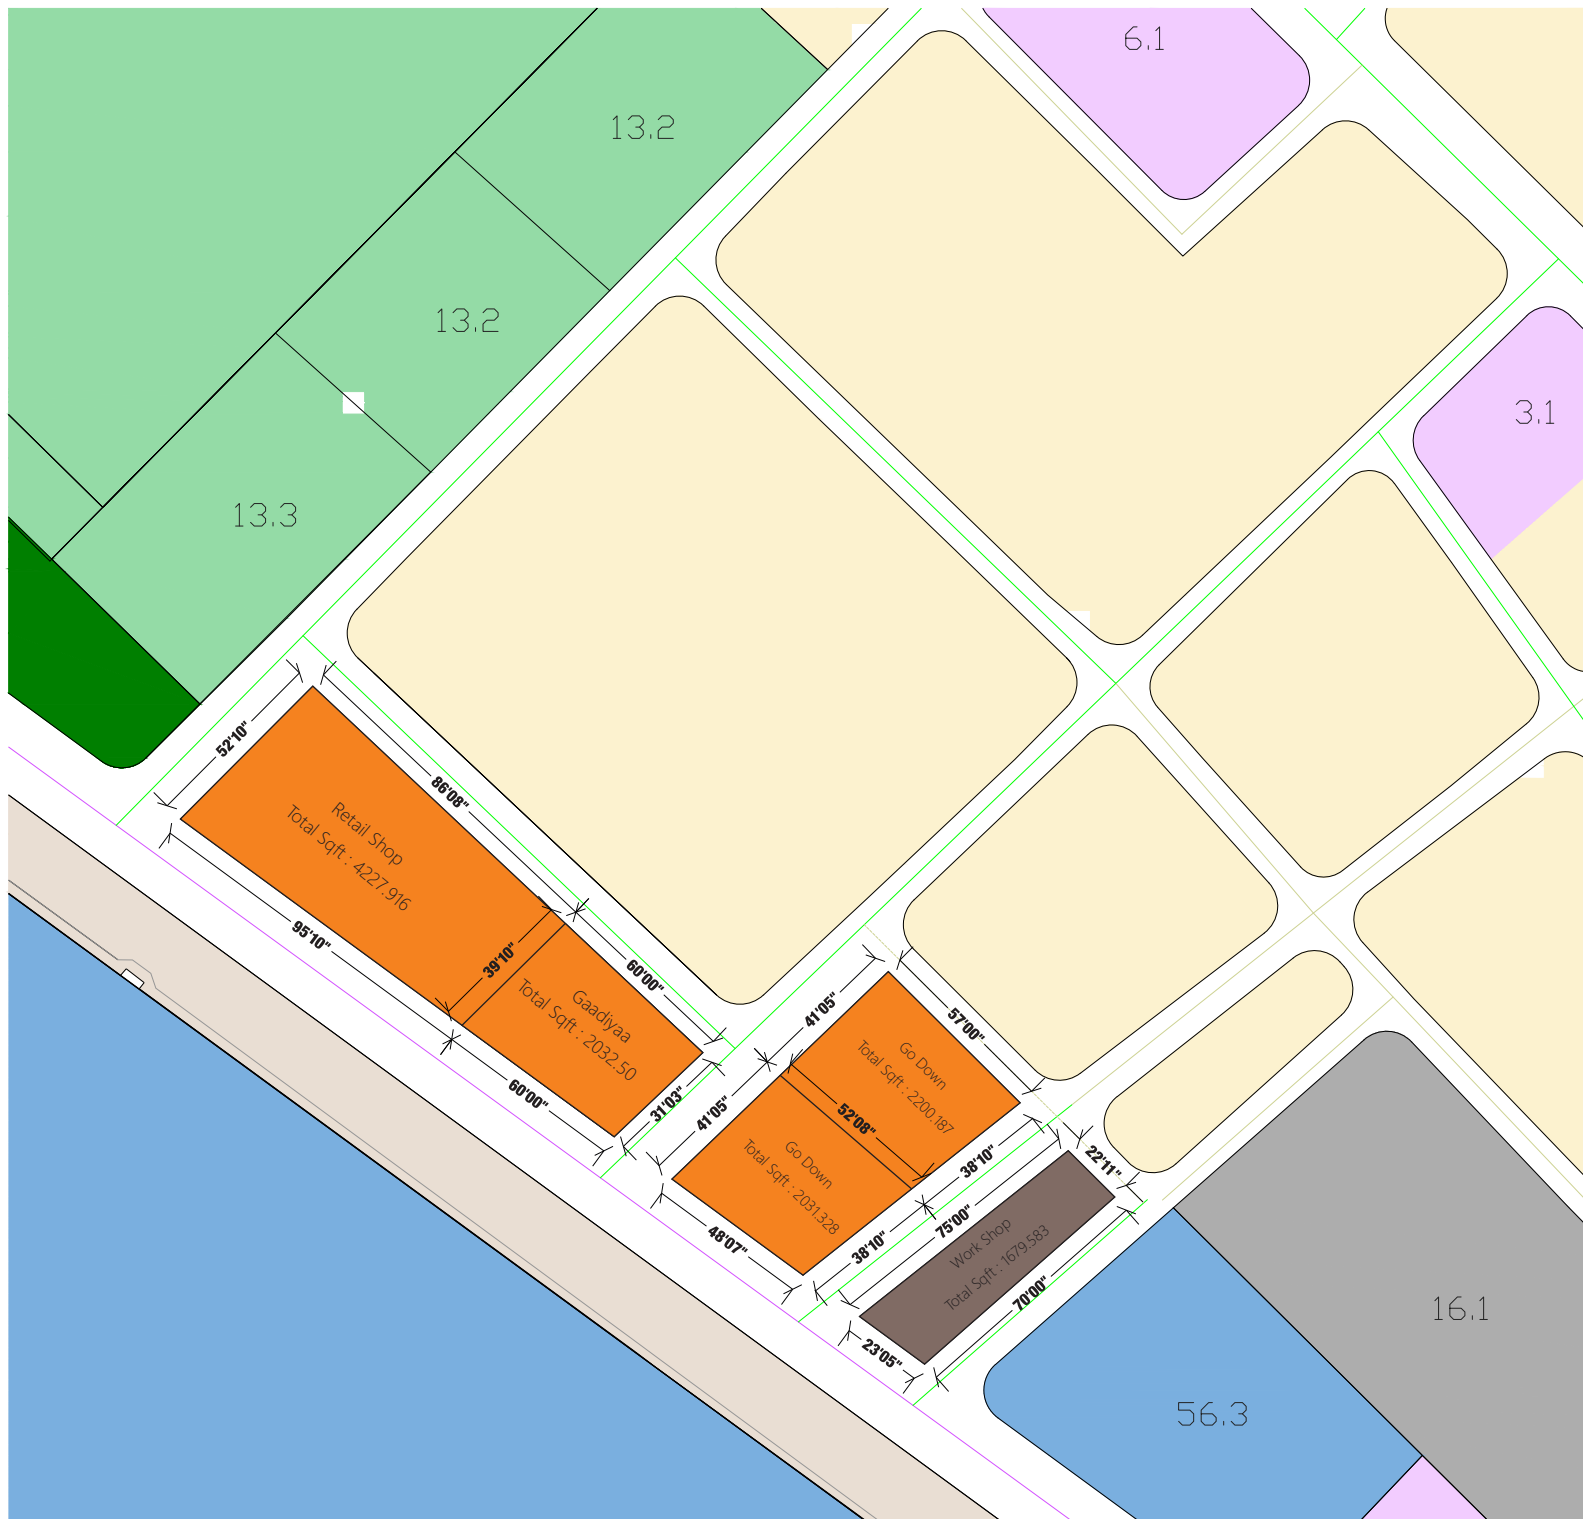 6.1
13.2
13.2
3.1
13.3
52'10"
86'08"
Retail Shop
Total Sqft : 4227.916
95'10"
39'10"
60'00"
Gaadiyaa
Total Sqft : 2032.50
60'00"
31'03"
41'05"
57'00"
Go Down
Total Sqft : 2200.187
41'05"
52'08"
Go Down
Total Sqft : 2031.328
38'10"
48'07"
38'10"
22'11"
75'00"
Work Shop
Total Sqft : 1679.583
70'00"
23'05"
16.1
56.3